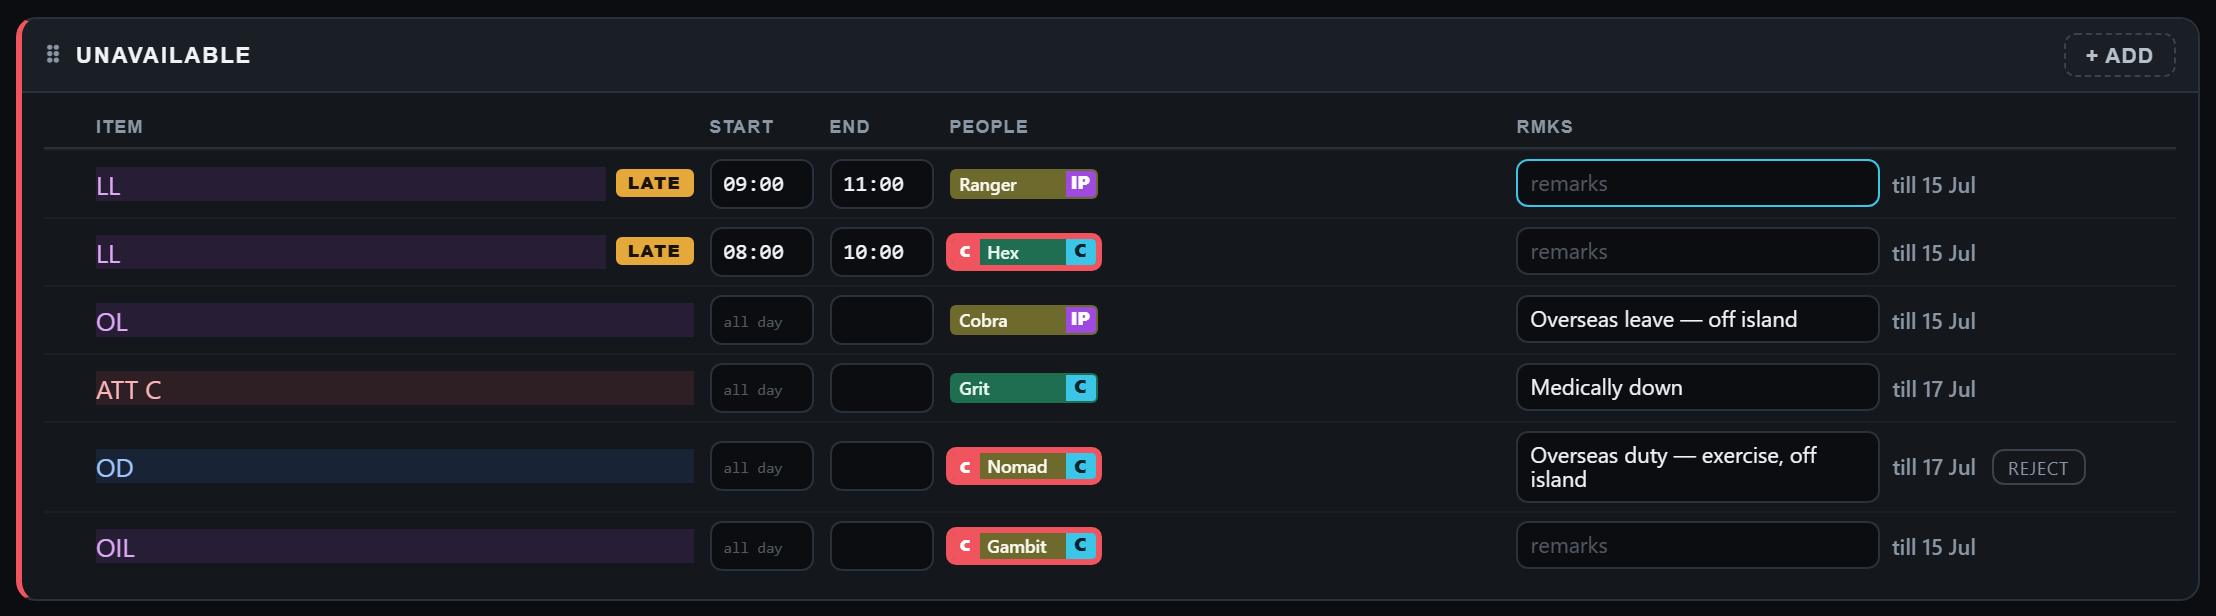 UNAVAILABLE
+ ADD
ITEM START END PEOPLE RMKS
LL LATE 09:00 11:00 Ranger IP remarks till 15 Jul
LL LATE 08:00 10:00 C Hex C remarks till 15 Jul
OL all day Cobra IP Overseas leave — off island till 15 Jul
ATT C all day Grit C Medically down till 17 Jul
OD all day C Nomad C Overseas duty — exercise, off island till 17 Jul REJECT
OIL all day C Gambit C remarks till 15 Jul